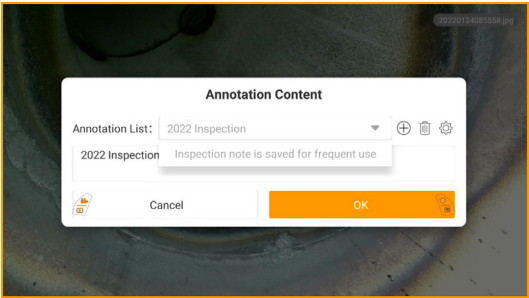 20220124085558.jpg
Annotation Content
Annotation List: 2022 Inspection
2022 Inspection
Inspection note is saved for frequent use
Cancel
OK